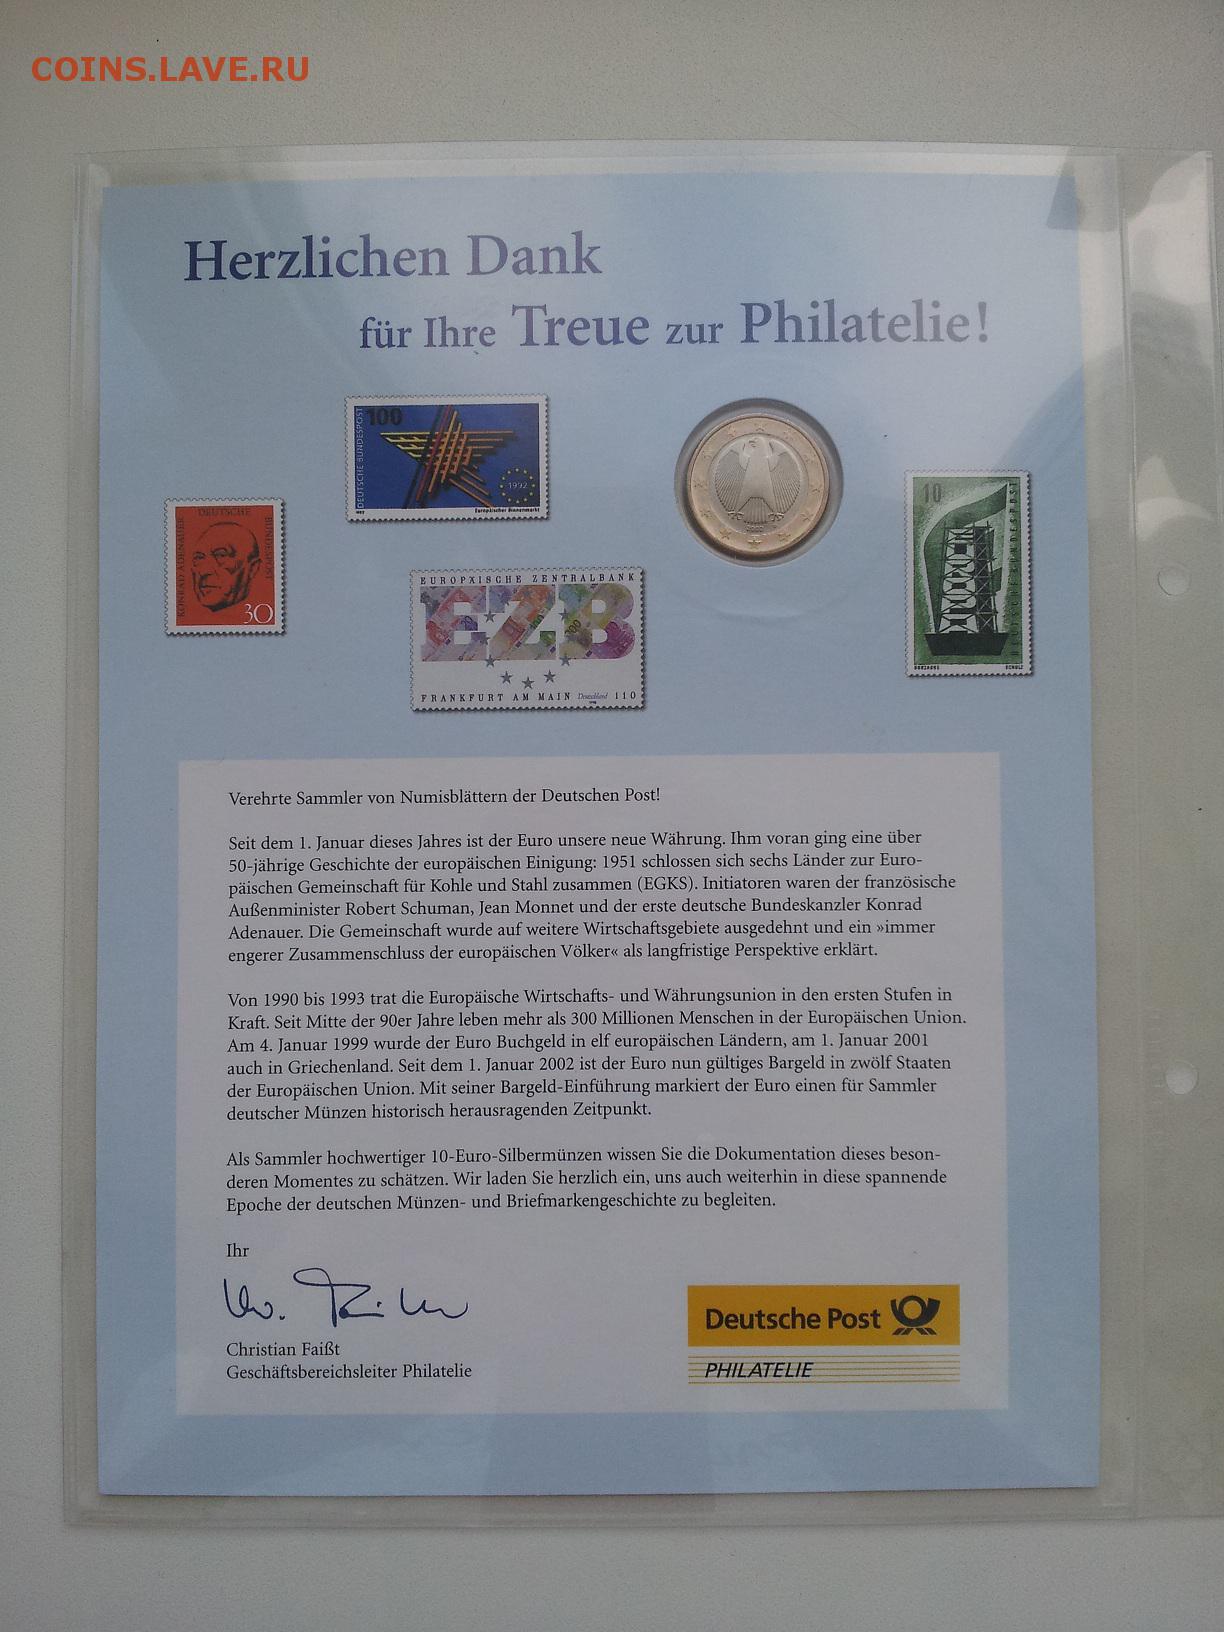 COINS.LAVE.RU
Herzlichen Dank
für Ihre Treue zur Philatelie!
100
DEUTSCHE BUNDESPOST
1992
Europäischer Binnenmarkt
DEUTSCHE
BUNDESPOST
KONRAD ADENAUER
30
2002
10
DEUTSCHE BUNDESPOST
EUROPÄISCHE ZENTRALBANK
EZB
FRANKFURT AM MAIN Deutschland 110
Verehrte Sammler von Numisblättern der Deutschen Post!
Seit dem 1. Januar dieses Jahres ist der Euro unsere neue Währung. Ihm voran ging eine über
50-jährige Geschichte der europäischen Einigung: 1951 schlossen sich sechs Länder zur Euro-
päischen Gemeinschaft für Kohle und Stahl zusammen (EGKS). Initiatoren waren der französische
Außenminister Robert Schuman, Jean Monnet und der erste deutsche Bundeskanzler Konrad
Adenauer. Die Gemeinschaft wurde auf weitere Wirtschaftsgebiete ausgedehnt und ein »immer
engerer Zusammenschluss der europäischen Völker« als langfristige Perspektive erklärt.
Von 1990 bis 1993 trat die Europäische Wirtschafts- und Währungsunion in den ersten Stufen in
Kraft. Seit Mitte der 90er Jahre leben mehr als 300 Millionen Menschen in der Europäischen Union.
Am 4. Januar 1999 wurde der Euro Buchgeld in elf europäischen Ländern, am 1. Januar 2001
auch in Griechenland. Seit dem 1. Januar 2002 ist der Euro nun gültiges Bargeld in zwölf Staaten
der Europäischen Union. Mit seiner Bargeld-Einführung markiert der Euro einen für Sammler
deutscher Münzen historisch herausragenden Zeitpunkt.
Als Sammler hochwertiger 10-Euro-Silbermünzen wissen Sie die Dokumentation dieses beson-
deren Momentes zu schätzen. Wir laden Sie herzlich ein, uns auch weiterhin in diese spannende
Epoche der deutschen Münzen- und Briefmarkengeschichte zu begleiten.
Ihr
Christian Faißt
Geschäftsbereichsleiter Philatelie
Deutsche Post
PHILATELIE